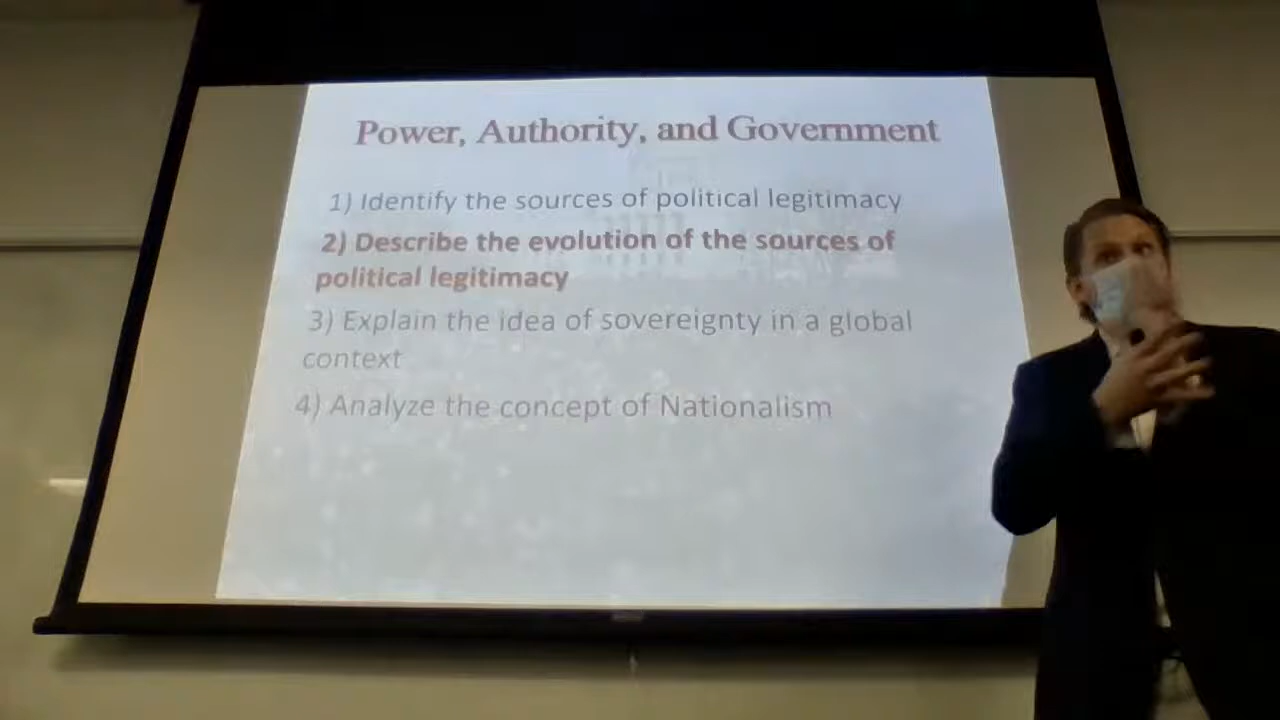 Power, Authority, and Government
1) Identify the sources of political legitimacy
2) Describe the evolution of the sources of
political legitimacy
3) Explain the idea of sovereignty in a global
context
4) Analyze the concept of Nationalism